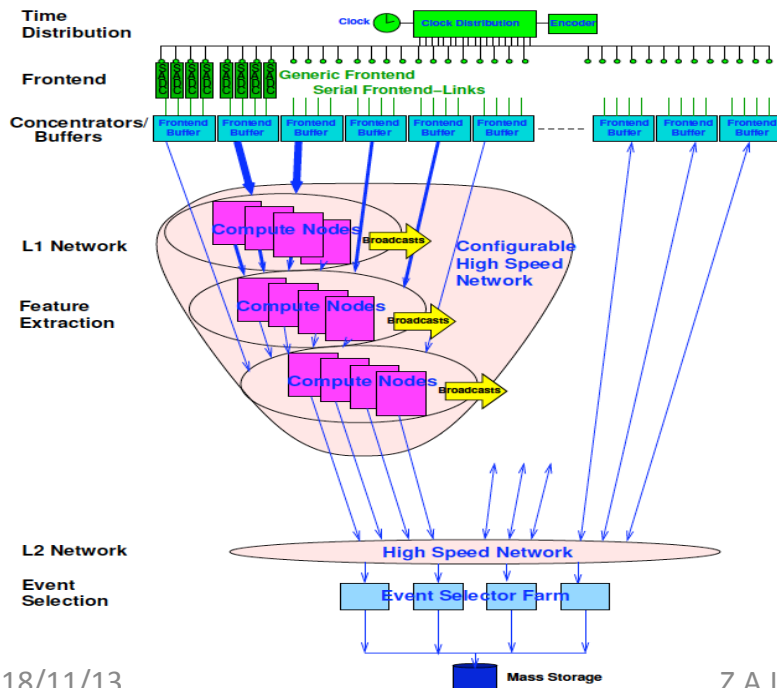 Time
Distribution
Clock
Clock Distribution
Encoder
Frontend
SADC
SADC
SADC
SADC
SADC
SADC
SADC
SADC
Generic Frontend
Serial Frontend-Links
Concentrators/
Buffers
Frontend
Buffer
Frontend
Buffer
Frontend
Buffer
Frontend
Buffer
Frontend
Buffer
Frontend
Buffer
Frontend
Buffer
Frontend
Buffer
Frontend
Buffer
L1 Network
Compute Nodes
Broadcasts
Configurable
High Speed
Network
Feature
Extraction
Compute Nodes
Broadcasts
Compute Nodes
Broadcasts
L2 Network
High Speed Network
Event
Selection
Event Selector Farm
18/11/13
Mass Storage